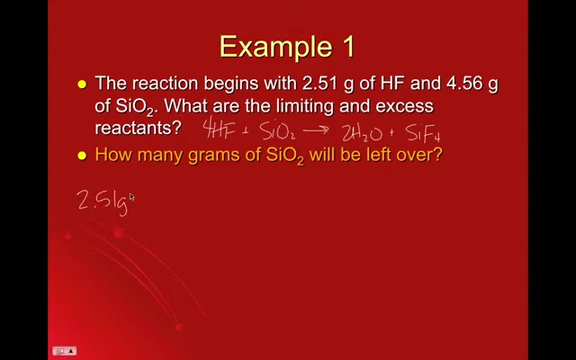 Example 1
The reaction begins with 2.51 g of HF and 4.56 g
of SiO₂. What are the limiting and excess
reactants? 4HF + SiO₂ → 2H₂O + SiF₄
How many grams of SiO₂ will be left over?
2.51g